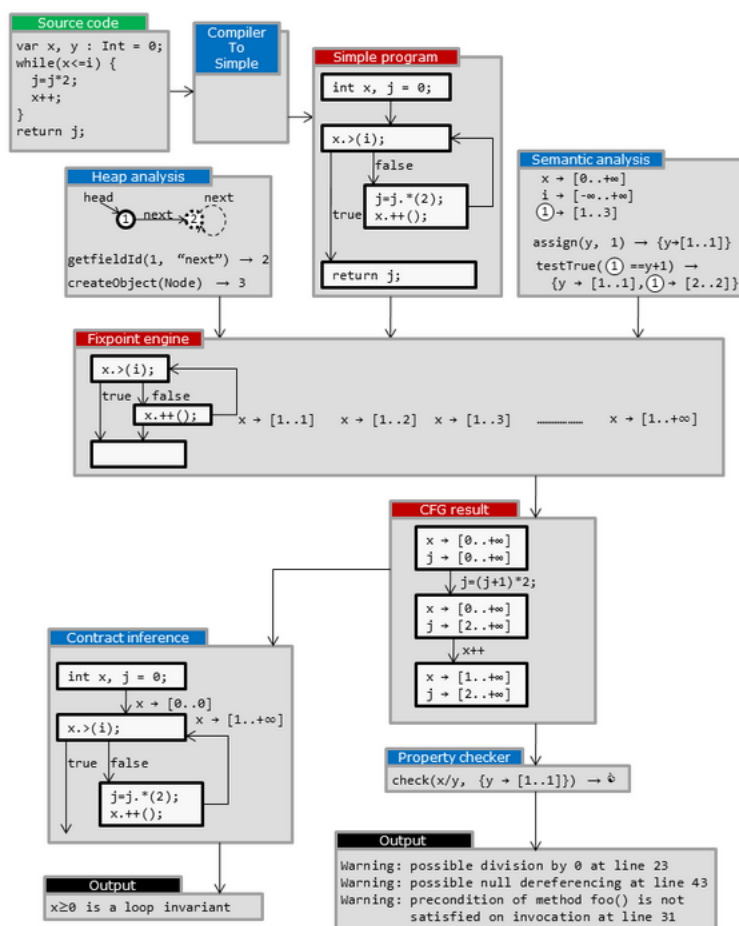 Source code
var x, y : Int = 0;
while(x<=i) {
j=j*2;
x++;
}
return j;
Compiler
To
Simple
Simple program
int x, j = 0;
x.>(i);
false
true
j=j.*(2);
x.++();
return j;
Heap analysis
head
next
next
1
2
getfieldId(1, “next”) → 2
createObject(Node) → 3
Semantic analysis
x → [0..+∞]
i → [-∞..+∞]
① → [1..3]
assign(y, 1) → {y→[1..1]}
testTrue(① ==y+1) →
{y → [1..1],① → [2..2]}
Fixpoint engine
x.>(i);
true
false
x.++();
x → [1..1]
x → [1..2]
x → [1..3]
..................
x → [1..+∞]
CFG result
x → [0..+∞]
j → [0..+∞]
j=(j+1)*2;
x → [0..+∞]
j → [2..+∞]
x++
x → [1..+∞]
j → [2..+∞]
Contract inference
int x, j = 0;
x → [0..0]
x.>(i);
x → [1..+∞]
true
false
j=j.*(2);
x.++();
Output
x≥0 is a loop invariant
Property checker
check(x/y, {y → [1..1]}) →
Output
Warning: possible division by 0 at line 23
Warning: possible null dereferencing at line 43
Warning: precondition of method foo() is not
satisfied on invocation at line 31